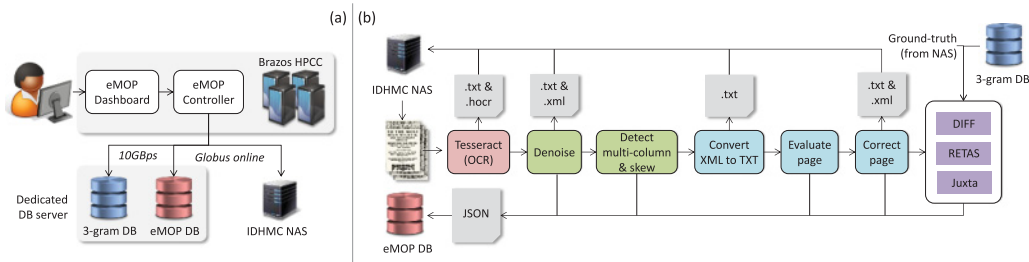 (a)
Brazos HPCC
eMOP
Dashboard
eMOP
Controller
10GBps
Globus online
Dedicated
DB server
3-gram DB
eMOP DB
IDHMC NAS
(b)
IDHMC NAS
Ground-truth
(from NAS)
3-gram DB
.txt &
.hocr
.txt &
.xml
.txt
.txt &
.xml
Tesseract
(OCR)
Denoise
Detect
multi-column
& skew
Convert
XML to TXT
Evaluate
page
Correct
page
DIFF
RETAS
Juxta
JSON
eMOP DB